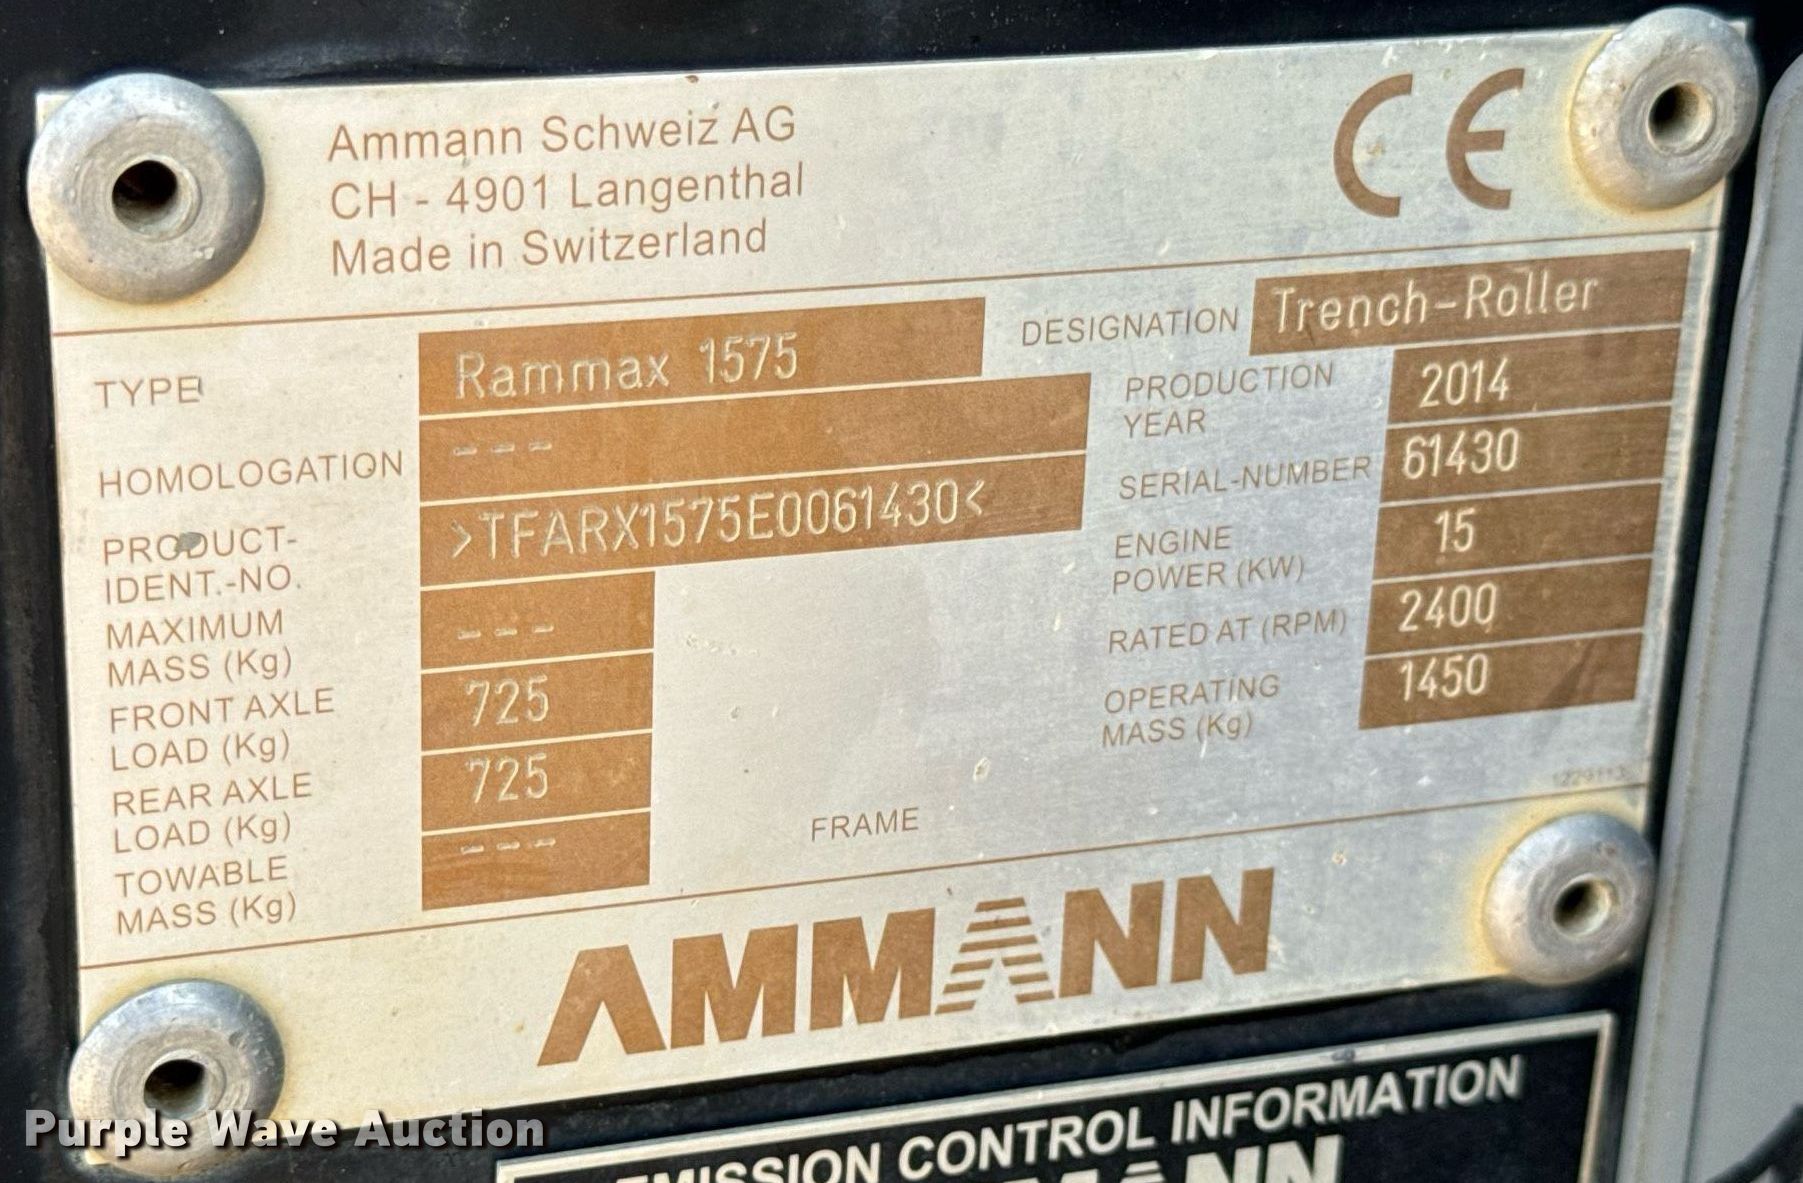 Ammann Schweiz AG
CH - 4901 Langenthal
Made in Switzerland
CE
TYPE Rammax 1575
HOMOLOGATION ---
PRODUCT-
IDENT.-NO. >TFARX1575E0061430<
MAXIMUM
MASS (Kg) ---
FRONT AXLE
LOAD (Kg) 725
REAR AXLE
LOAD (Kg) 725
TOWABLE
MASS (Kg) ---
DESIGNATION Trench-Roller
PRODUCTION
YEAR 2014
SERIAL-NUMBER 61430
ENGINE
POWER (KW) 15
RATED AT (RPM) 2400
OPERATING
MASS (Kg) 1450
FRAME
AMMANN
EMISSION CONTROL INFORMATION
Purple Wave Auction